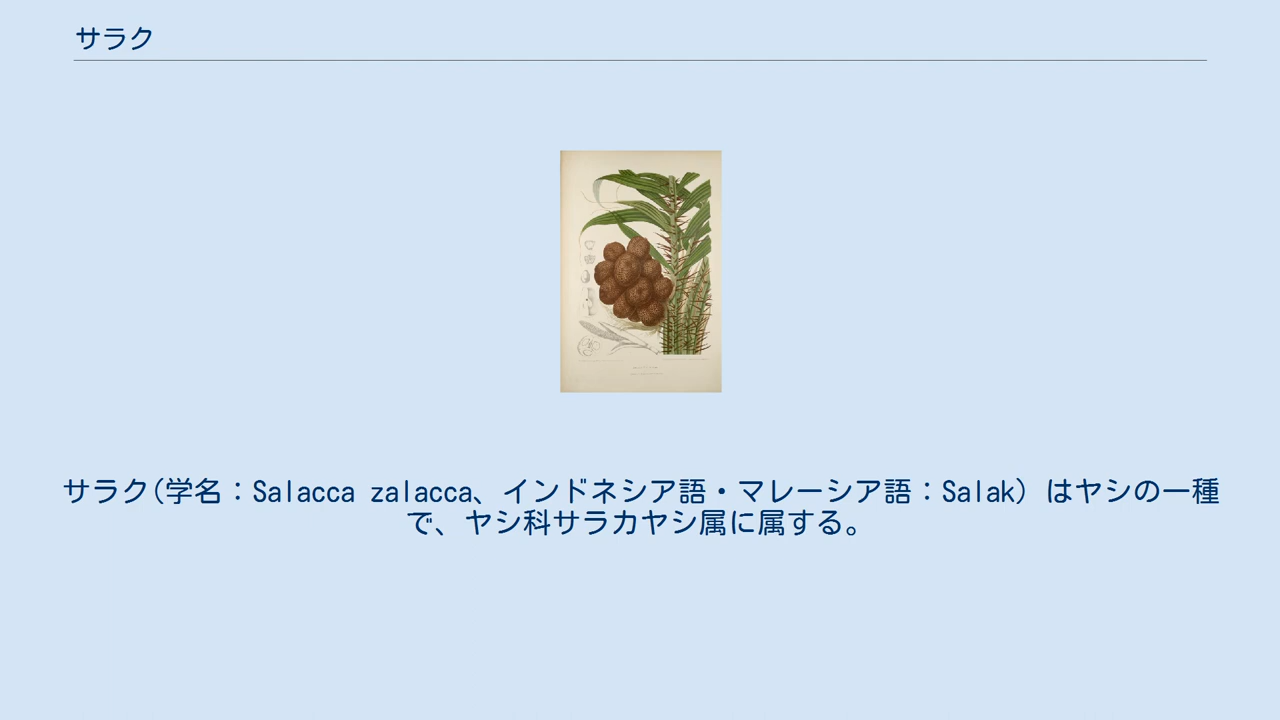 サラク
サラク(学名：Salacca zalacca、インドネシア語・マレーシア語：Salak) はヤシの一種
で、ヤシ科サラカヤシ属に属する。